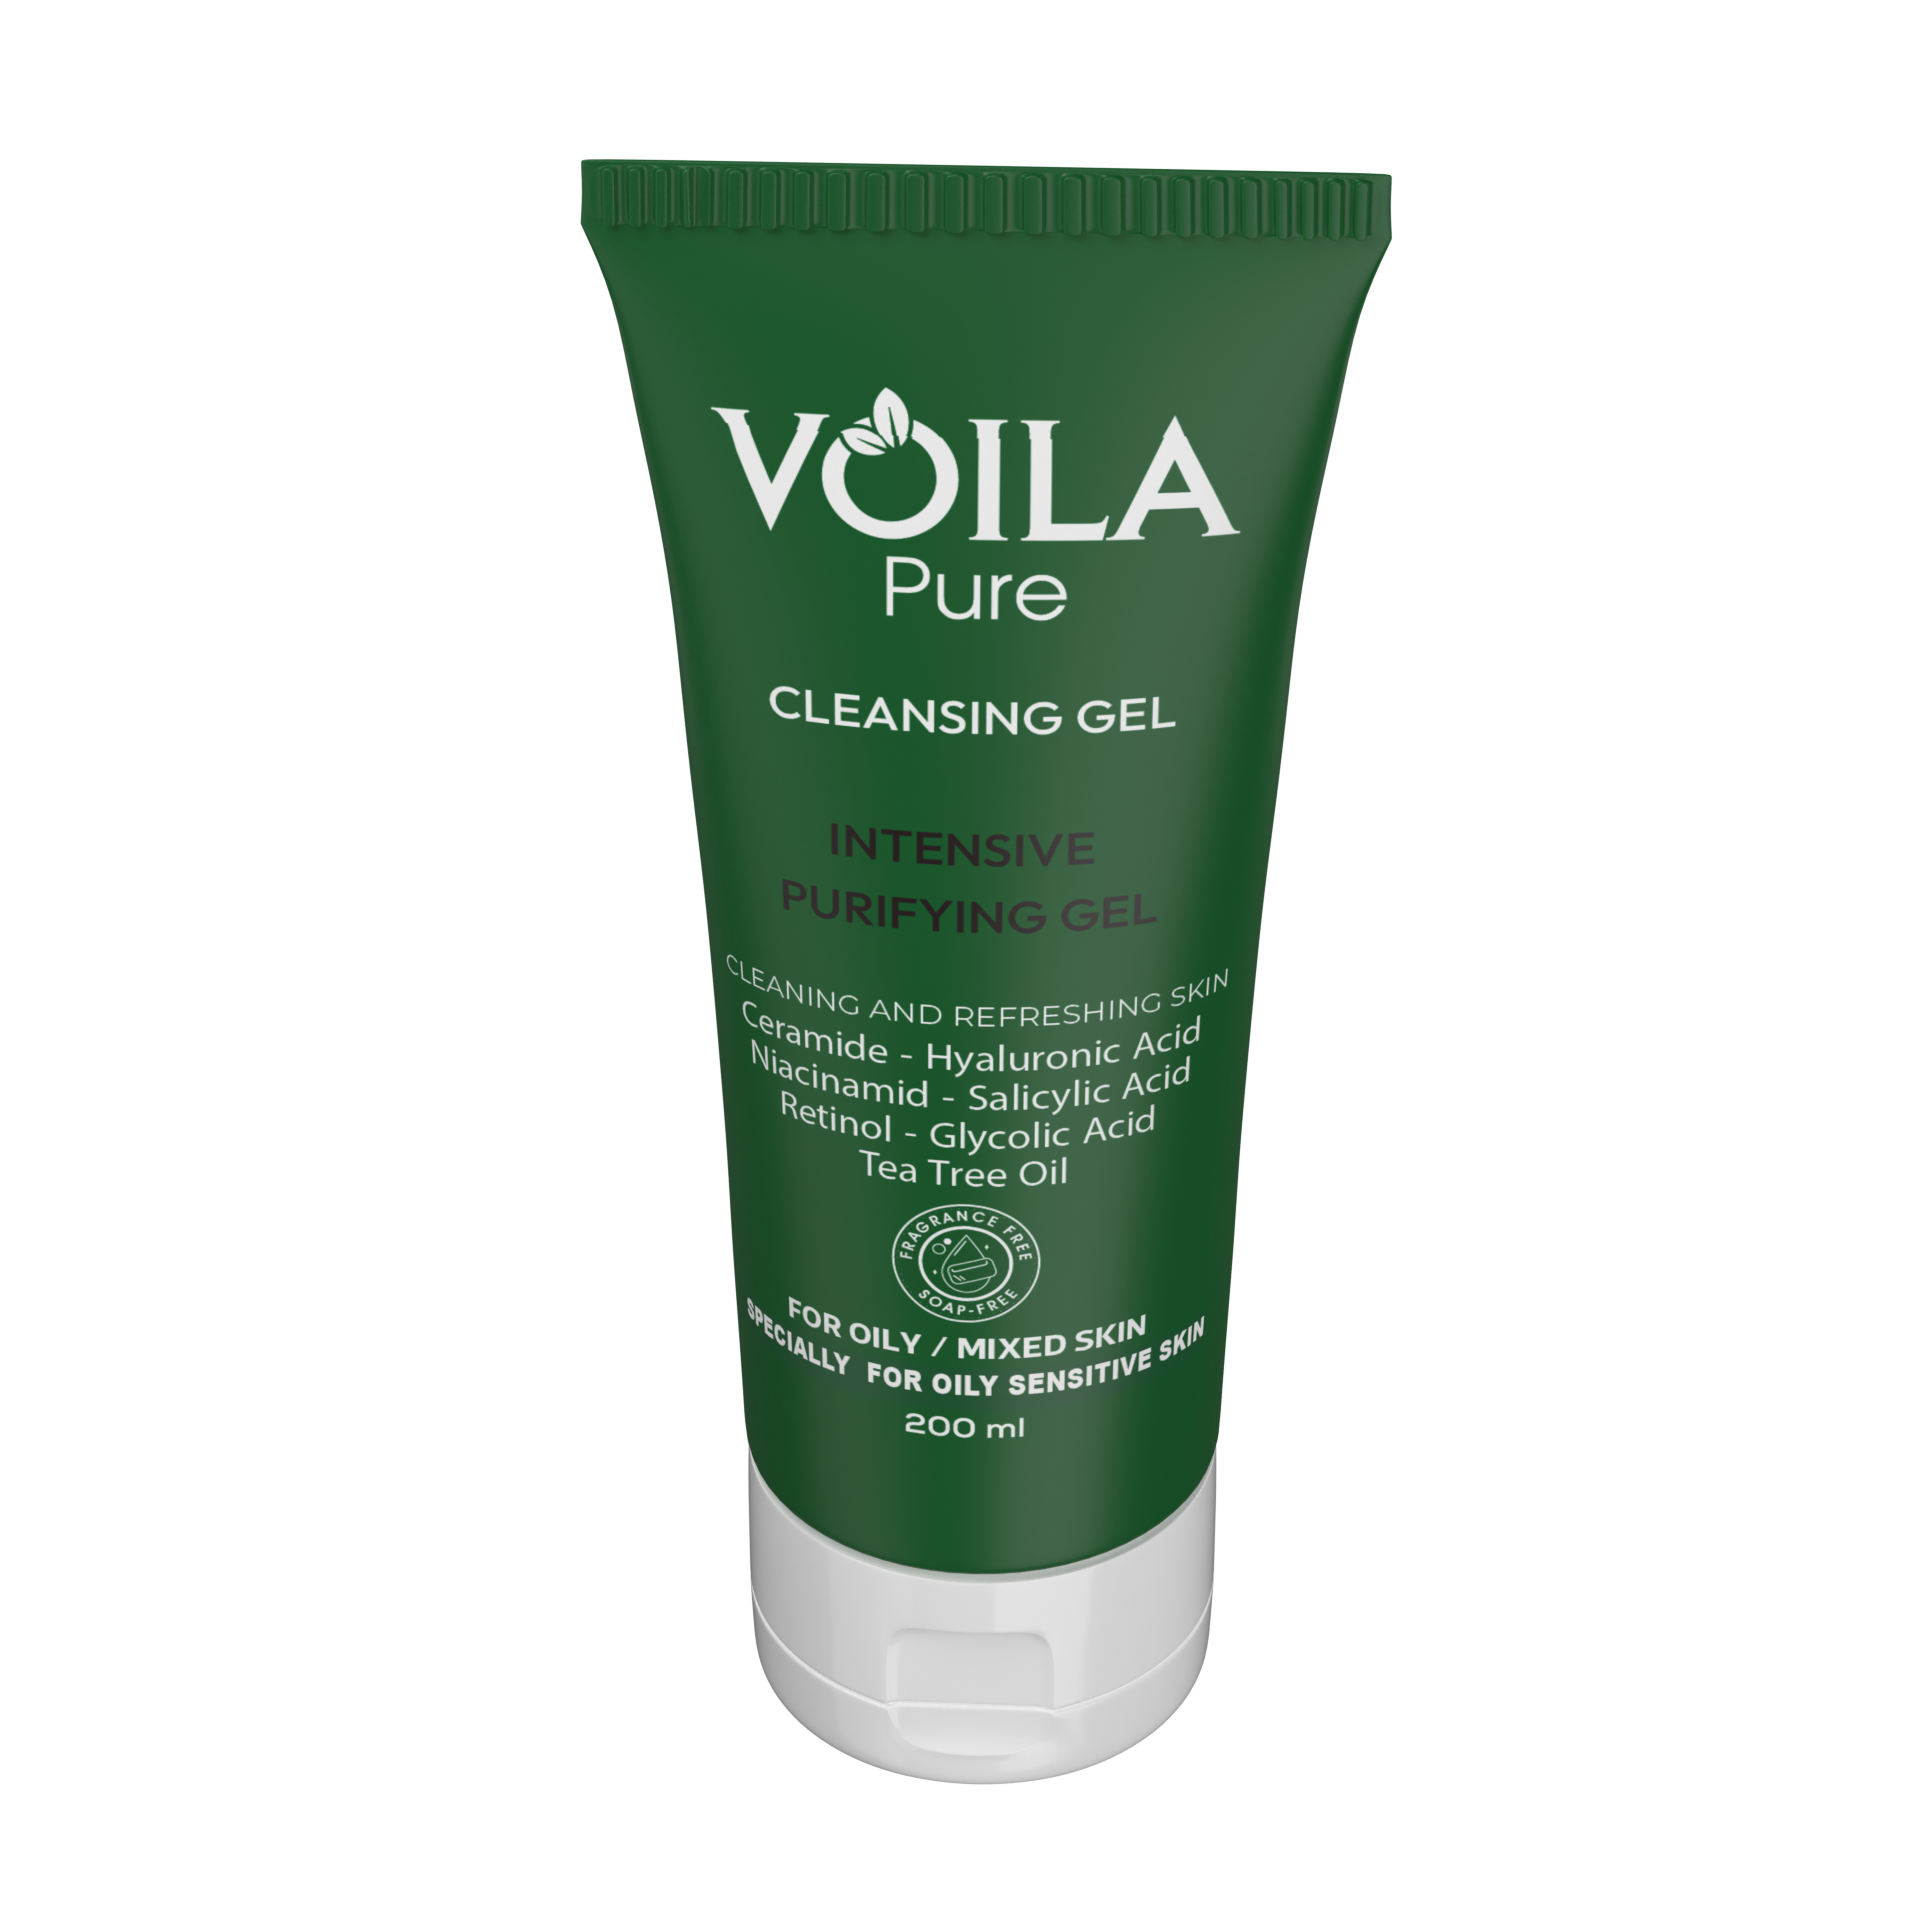 VOILA
Pure
CLEANSING GEL
INTENSIVE
PURIFYING GEL
CLEANING AND REFRESHING SKIN
Ceramide - Hyaluronic Acid
Niacinamid - Salicylic Acid
Retinol - Glycolic Acid
Tea Tree Oil
FRAGRANCE FREE
SOAP-FREE
FOR OILY / MIXED SKIN
SPECIALLY FOR OILY SENSITIVE SKIN
200 ml